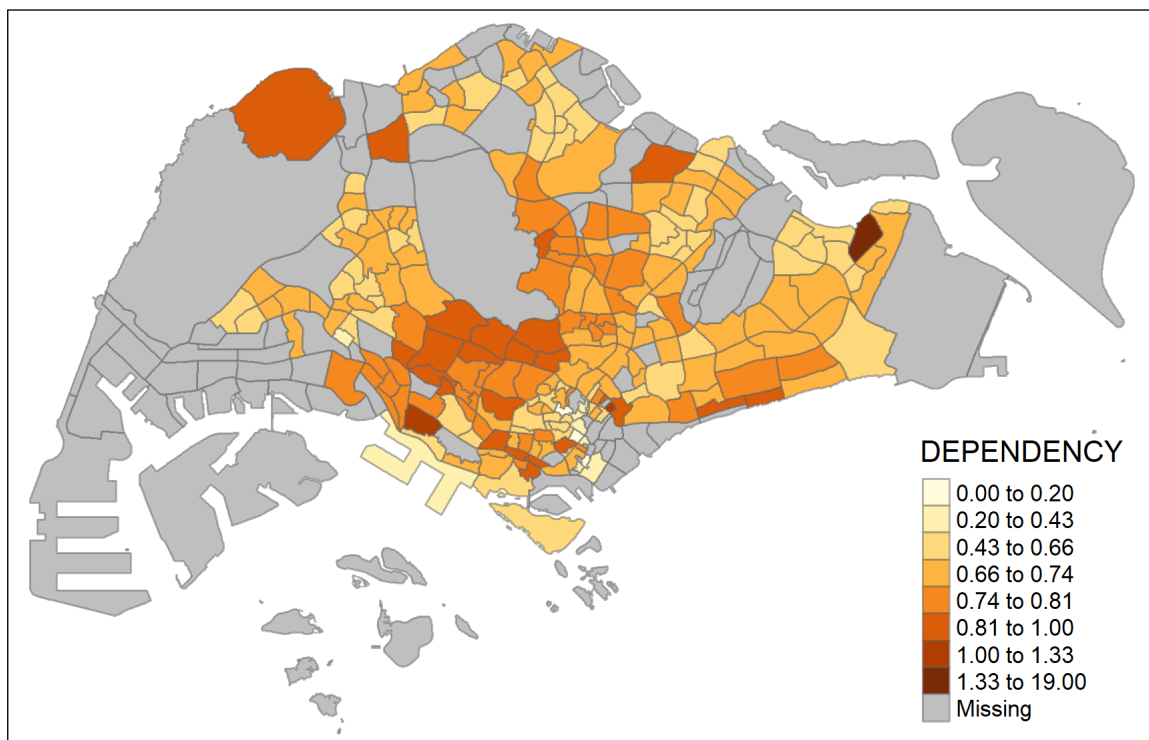 DEPENDENCY
0.00 to 0.20
0.20 to 0.43
0.43 to 0.66
0.66 to 0.74
0.74 to 0.81
0.81 to 1.00
1.00 to 1.33
1.33 to 19.00
Missing